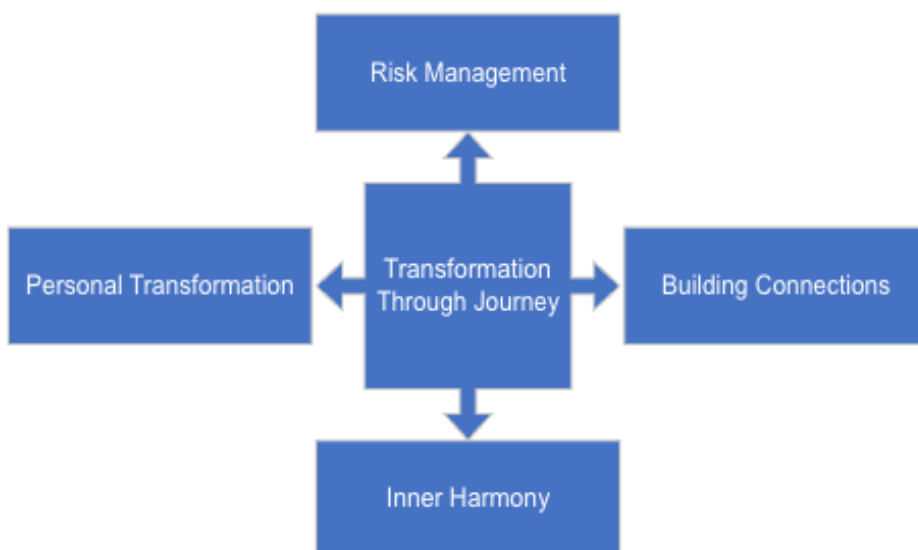 Risk Management
Personal Transformation
Transformation
Through Journey
Building Connections
Inner Harmony